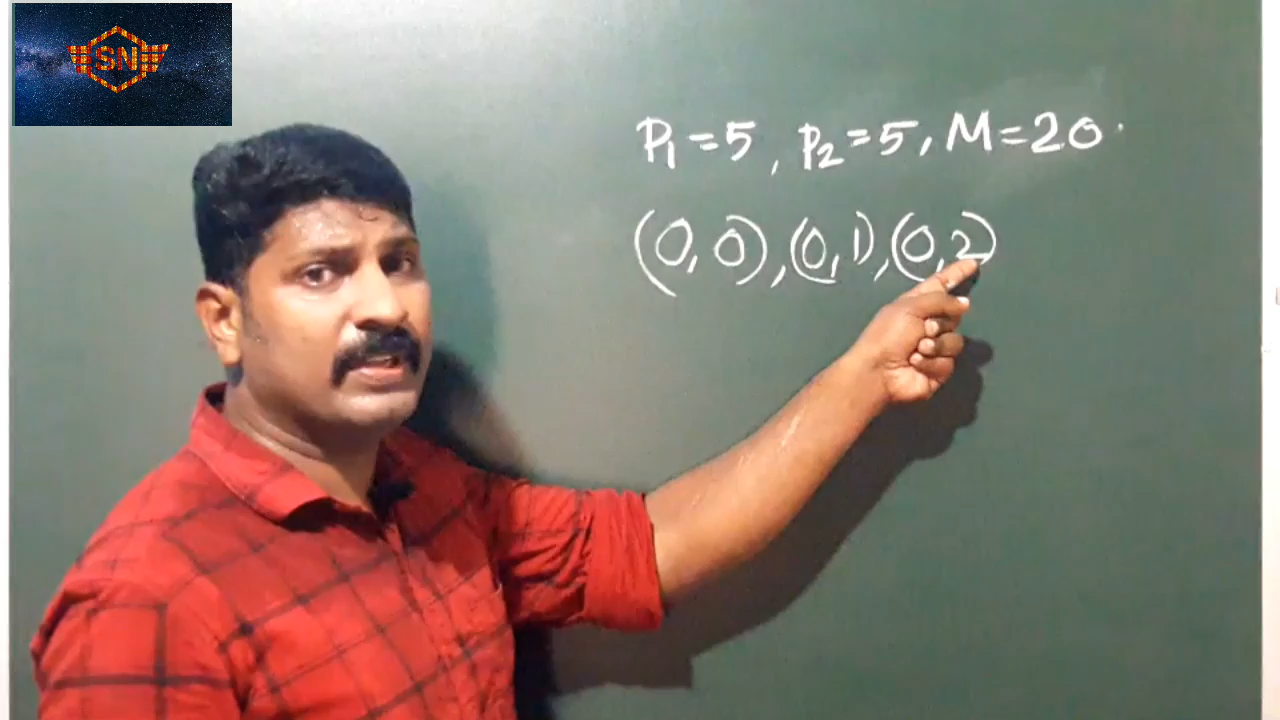 SN
P₁=5, P₂=5, M=20.
(0,0),(0,1),(0,2)